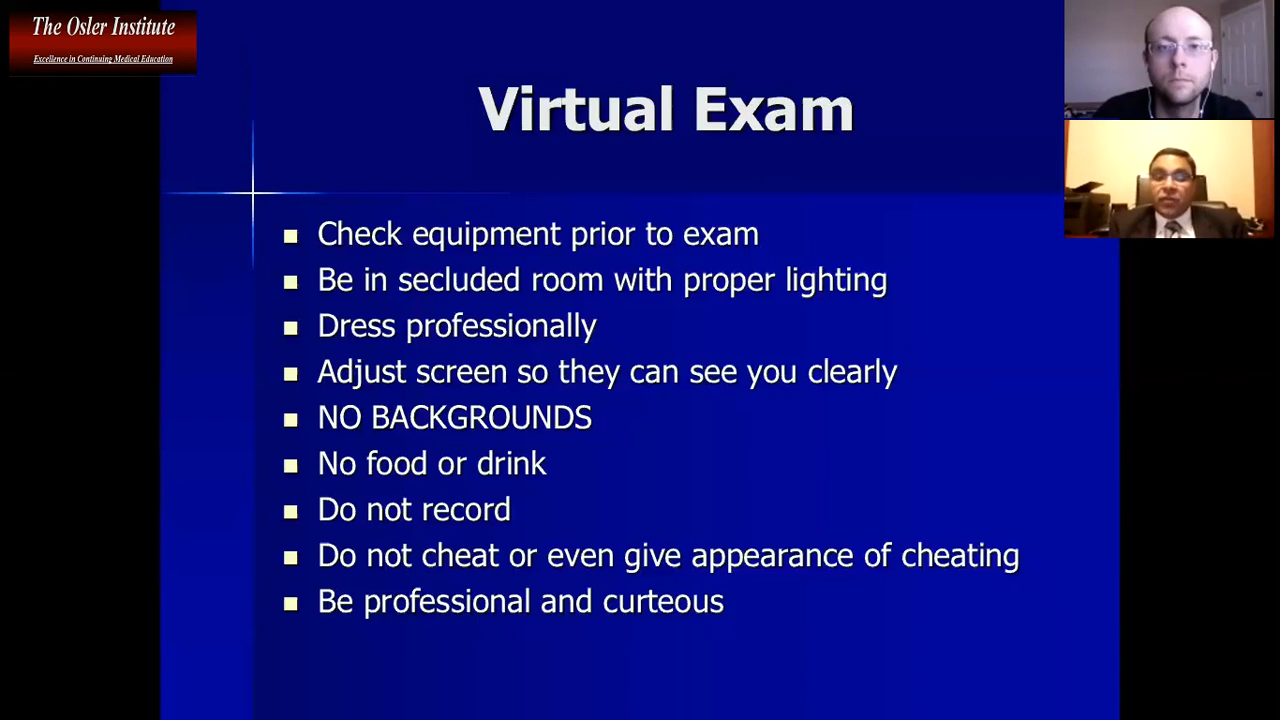 The Osler Institute
Excellence in Continuing Medical Education
Virtual Exam
Check equipment prior to exam
Be in secluded room with proper lighting
Dress professionally
Adjust screen so they can see you clearly
NO BACKGROUNDS
No food or drink
Do not record
Do not cheat or even give appearance of cheating
Be professional and curteous